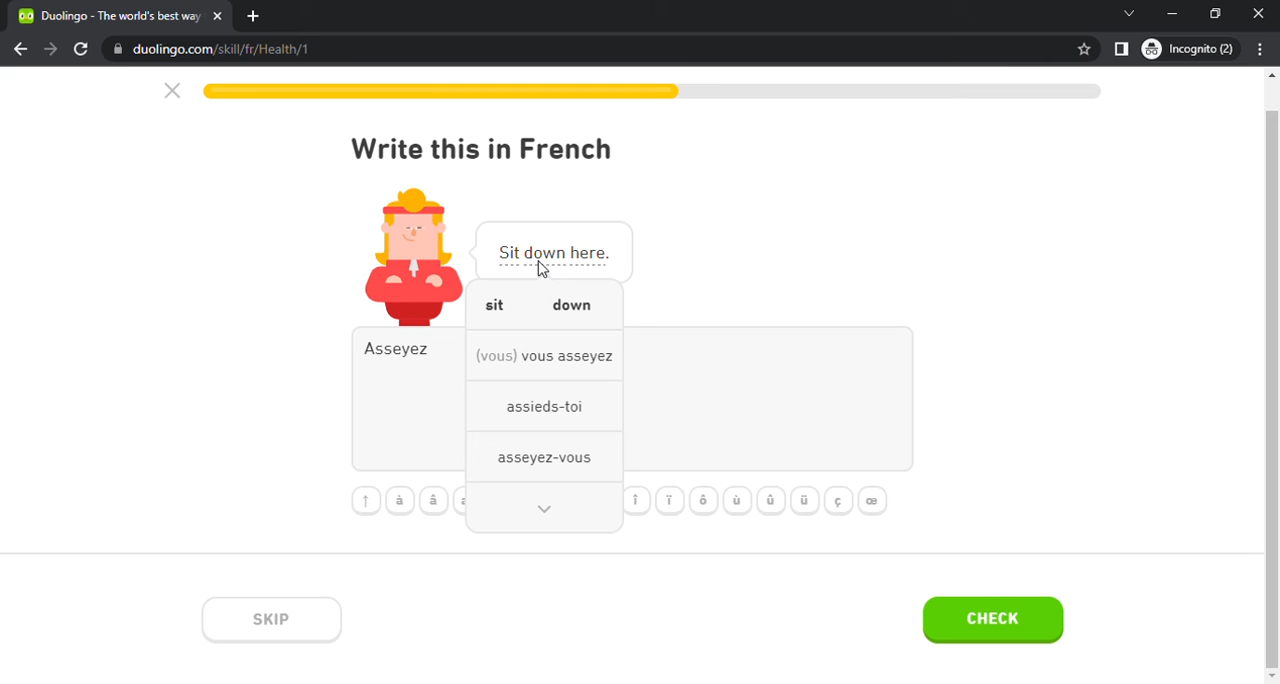 Duolingo - The world's best way
duolingo.com/skill/fr/Health/1
Incognito (2)
Write this in French
Sit down here.
sit down
Asseyez
(vous) vous asseyez
assieds-toi
asseyez-vous
↑ à â î ï ô ù û ü ç œ
SKIP
CHECK